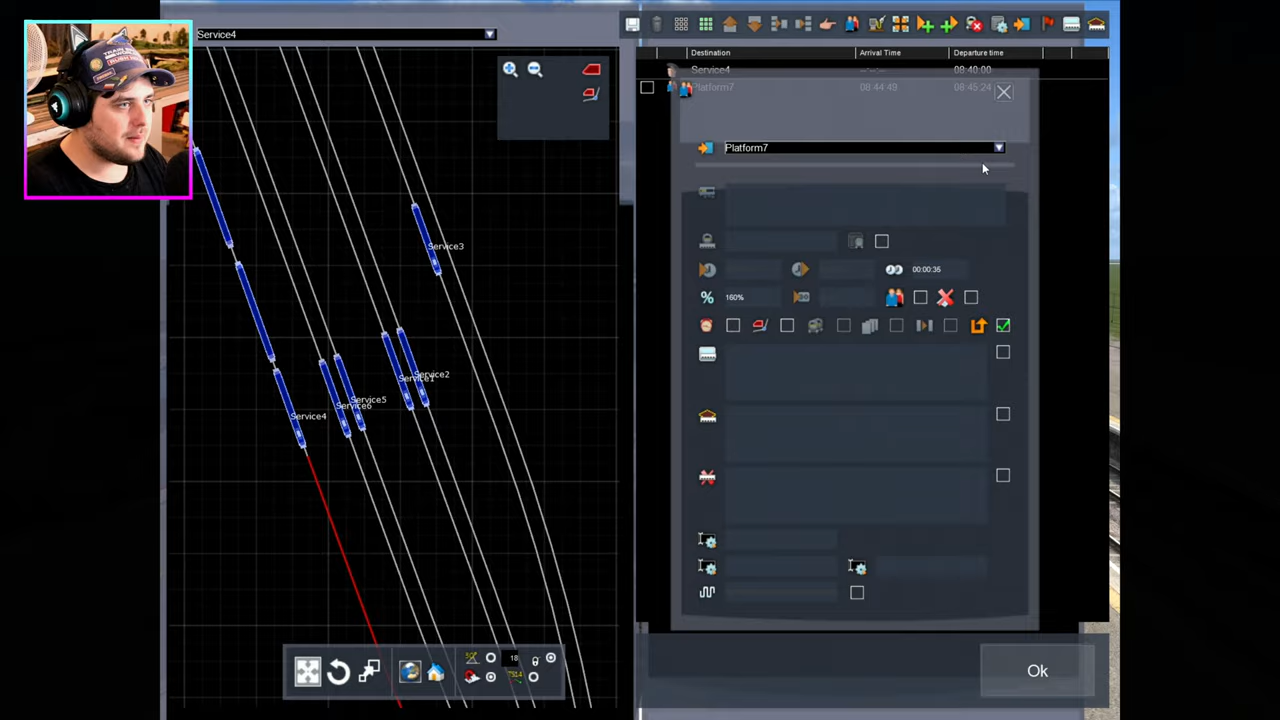 Service4
Destination Arrival Time Departure time
Service4 --:--:-- 08:40:00
Platform7 08:44:49 08:45:24
Platform7
Service3
00:00:35
160%
Service2
Service1
Service5
Service6
Service4
18
Ok